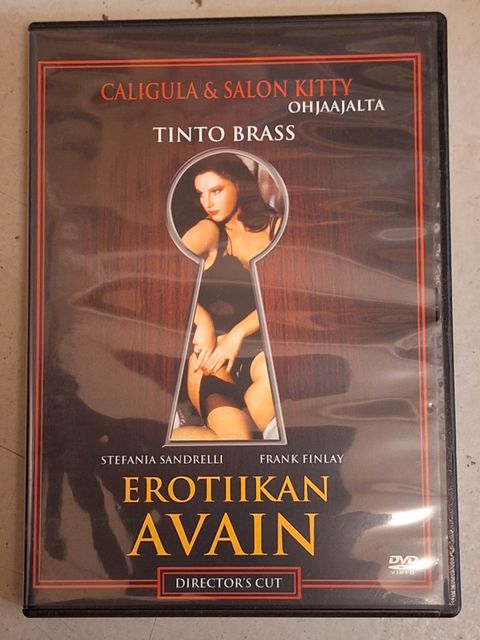 CALIGULA & SALON KITTY
OHJAAJALTA
TINTO BRASS
STEFANIA SANDRELLI FRANK FINLAY
EROTIIKAN
AVAIN
DVD
VIDEO
DIRECTOR'S CUT